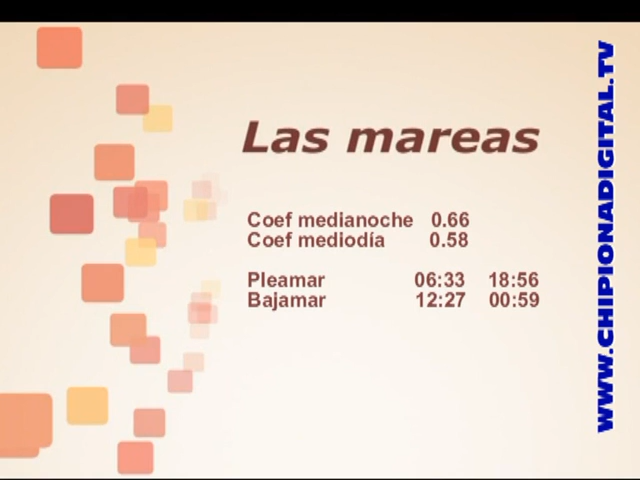 Las mareas
Coef medianoche 0.66
Coef mediodía 0.58
Pleamar 06:33 18:56
Bajamar 12:27 00:59
WWW.CHIPIONADIGITAL.TV